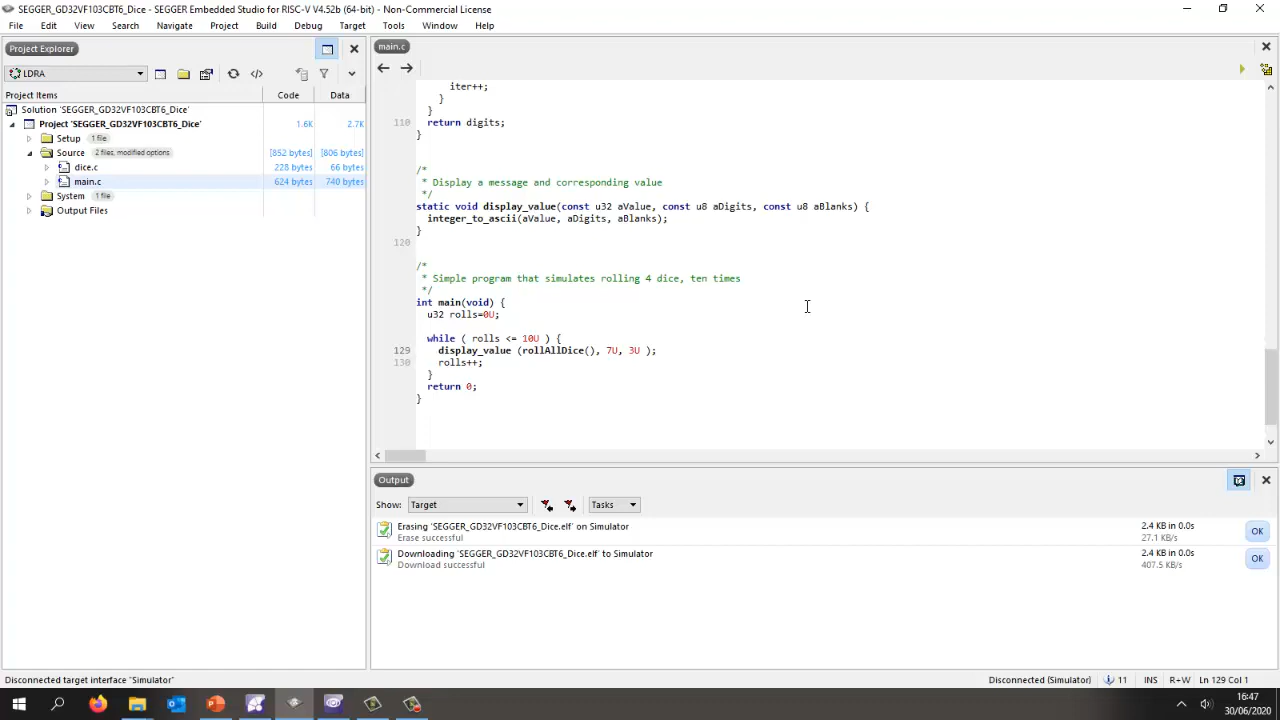 SEGGER_GD32VF103CBT6_Dice - SEGGER Embedded Studio for RISC-V V4.52b (64-bit) - Non-Commercial License
File Edit View Search Navigate Project Build Debug Target Tools Window Help
Project Explorer
LDRA
Project Items Code Data
Solution 'SEGGER_GD32VF103CBT6_Dice'
Project 'SEGGER_GD32VF103CBT6_Dice' 1.6K 2.7K
Setup 1 file
Source 2 files, modified options [852 bytes] [806 bytes]
dice.c 228 bytes 66 bytes
main.c 624 bytes 740 bytes
System 1 file
Output Files
main.c
iter++;
}
}
110 return digits;
}
/*
* Display a message and corresponding value
*/
static void display_value(const u32 aValue, const u8 aDigits, const u8 aBlanks) {
integer_to_ascii(aValue, aDigits, aBlanks);
}
120
/*
* Simple program that simulates rolling 4 dice, ten times
*/
int main(void) {
u32 rolls=0U;
while ( rolls <= 10U ) {
129 display_value (rollAllDice(), 7U, 3U );
130 rolls++;
}
return 0;
}
Output
Show: Target Tasks
Erasing 'SEGGER_GD32VF103CBT6_Dice.elf' on Simulator 2.4 KB in 0.0s
Erase successful 27.1 KB/s OK
Downloading 'SEGGER_GD32VF103CBT6_Dice.elf' to Simulator 2.4 KB in 0.0s
Download successful 407.5 KB/s OK
Disconnected target interface "Simulator" Disconnected (Simulator) 11 INS R+W Ln 129 Col 1
16:47
30/06/2020